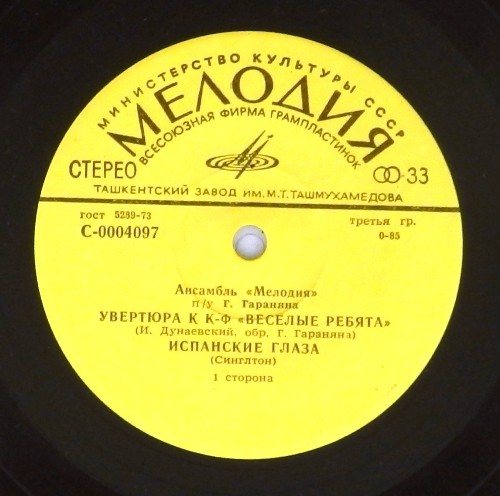 МИНИСТЕРСТВО КУЛЬТУРЫ СССР
МЕЛОДИЯ
ВСЕСОЮЗНАЯ ФИРМА ГРАМПЛАСТИНОК
СТЕРЕО
33
ТАШКЕНТСКИЙ ЗАВОД ИМ. М.Т. ТАШМУХАМЕДОВА
гост 5289-73
третья гр.
С-0004097
0-85
Ансамбль «Мелодия»
п/у Г. Гараняна
УВЕРТЮРА К К-Ф «ВЕСЕЛЫЕ РЕБЯТА»
(И. Дунаевский, обр. Г. Гараняна)
ИСПАНСКИЕ ГЛАЗА
(Синглтон)
1 сторона